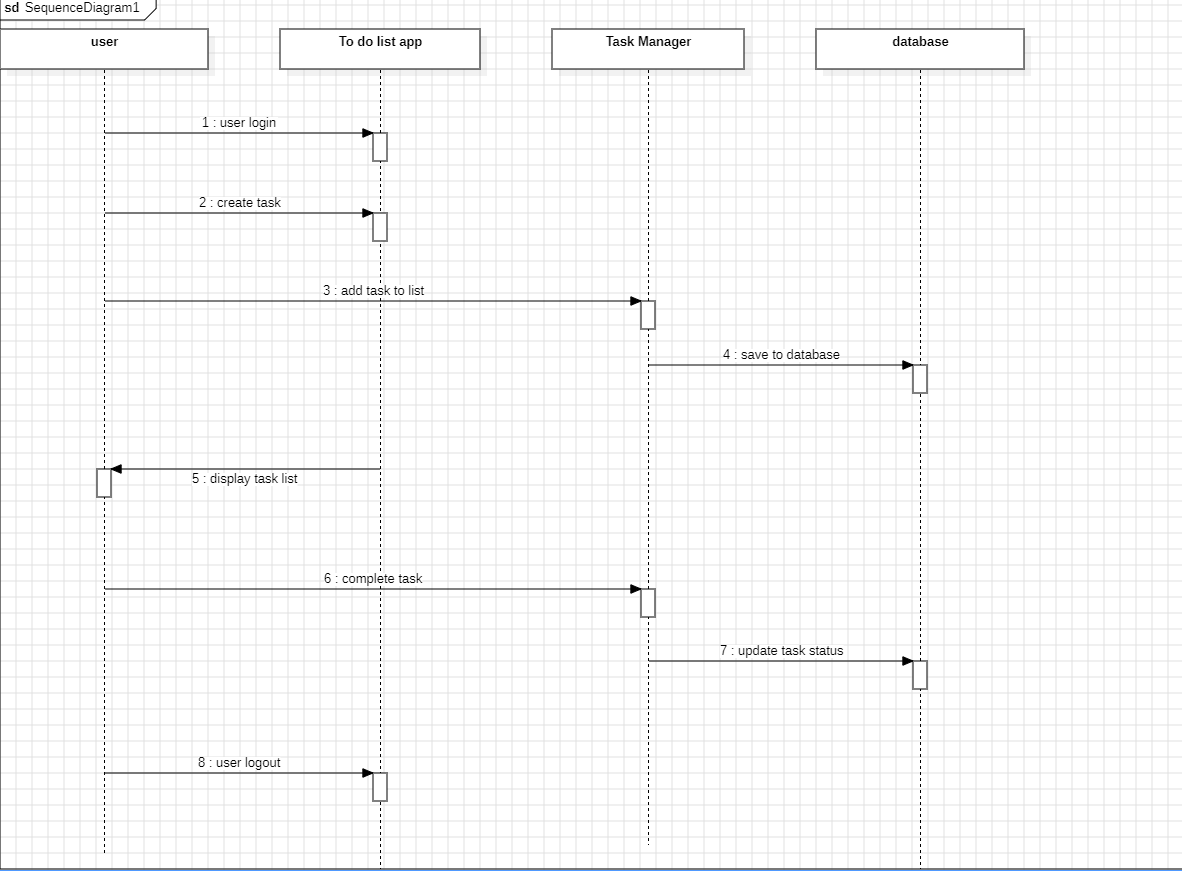 sd SequenceDiagram1
user
To do list app
Task Manager
database
1 : user login
2 : create task
3 : add task to list
4 : save to database
5 : display task list
6 : complete task
7 : update task status
8 : user logout